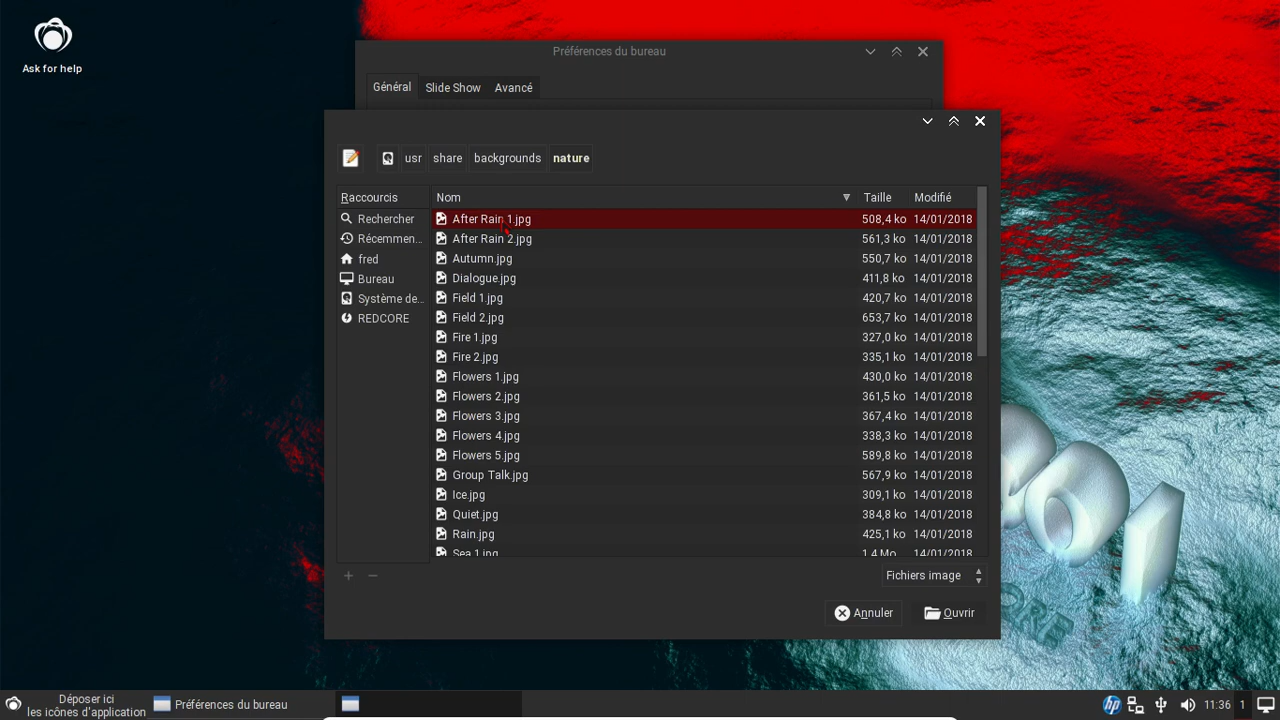 Ask for help
Préférences du bureau
Général Slide Show Avancé
usr share backgrounds nature
Raccourcis Nom Taille Modifié
Rechercher After Rain 1.jpg 508,4 ko 14/01/2018
Récemmen... After Rain 2.jpg 561,3 ko 14/01/2018
fred Autumn.jpg 550,7 ko 14/01/2018
Bureau Dialogue.jpg 411,8 ko 14/01/2018
Système de... Field 1.jpg 420,7 ko 14/01/2018
REDCORE Field 2.jpg 653,7 ko 14/01/2018
Fire 1.jpg 327,0 ko 14/01/2018
Fire 2.jpg 335,1 ko 14/01/2018
Flowers 1.jpg 430,0 ko 14/01/2018
Flowers 2.jpg 361,5 ko 14/01/2018
Flowers 3.jpg 367,4 ko 14/01/2018
Flowers 4.jpg 338,3 ko 14/01/2018
Flowers 5.jpg 589,8 ko 14/01/2018
Group Talk.jpg 567,9 ko 14/01/2018
Ice.jpg 309,1 ko 14/01/2018
Quiet.jpg 384,8 ko 14/01/2018
Rain.jpg 425,1 ko 14/01/2018
Sea 1.jpg 1,4 Mo 14/01/2018
Fichiers image
Annuler Ouvrir
Déposer ici
les icônes d'application
Préférences du bureau
hp 11:36 1